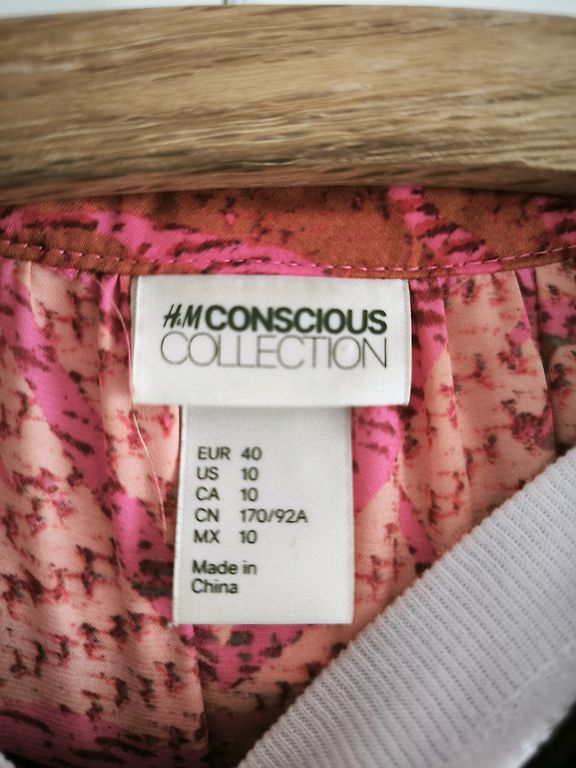 H&M CONSCIOUS
COLLECTION
EUR 40
US 10
CA 10
CN 170/92A
MX 10
Made in
China